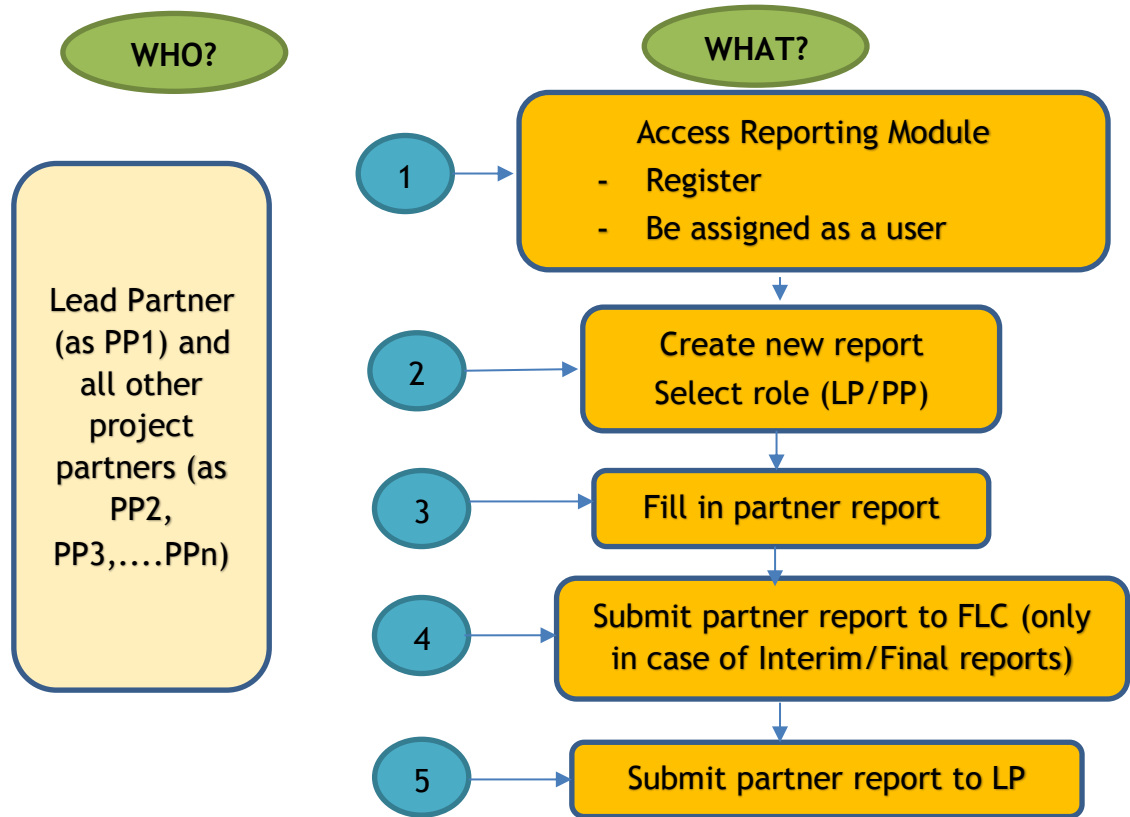 WHO?
WHAT?
Lead Partner
(as PP1) and
all other
project
partners (as
PP2,
PP3,....PPn)
1
Access Reporting Module
- Register
- Be assigned as a user
2
Create new report
Select role (LP/PP)
3
Fill in partner report
4
Submit partner report to FLC (only
in case of Interim/Final reports)
5
Submit partner report to LP